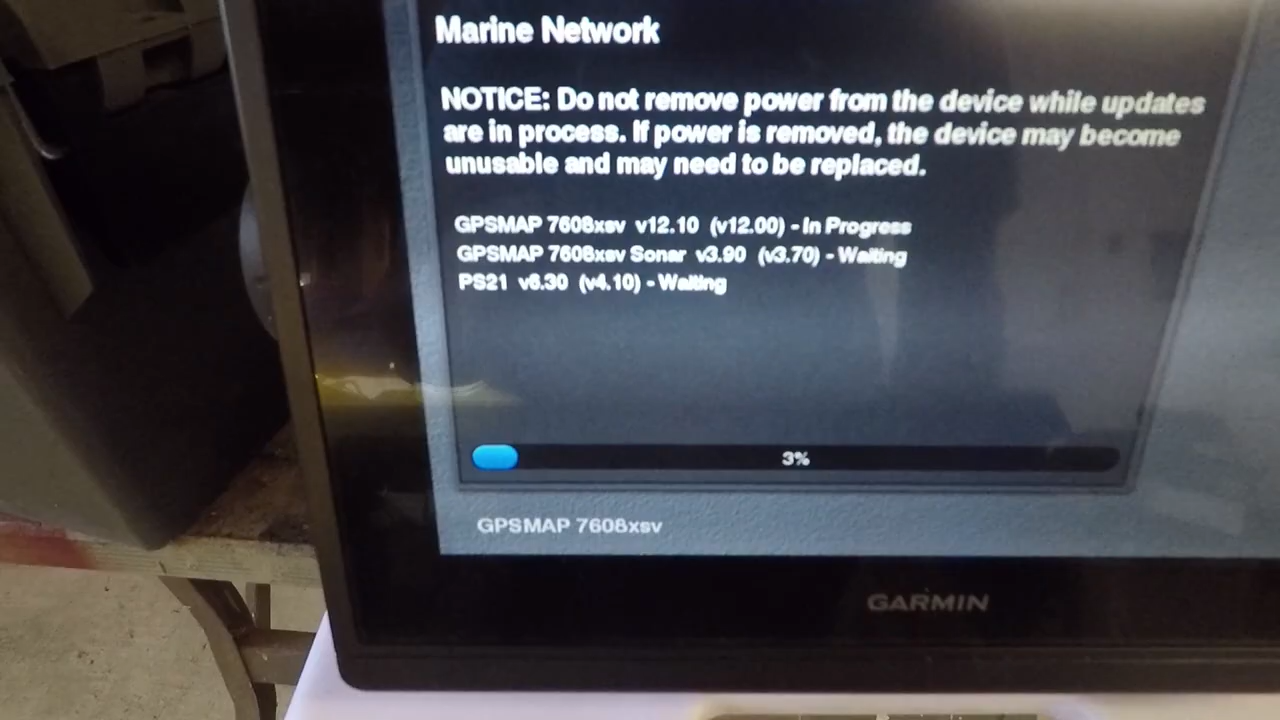 Marine Network
NOTICE: Do not remove power from the device while updates
are in process. If power is removed, the device may become
unusable and may need to be replaced.
GPSMAP 7608xsv v12.10 (v12.00) - In Progress
GPSMAP 7608xsv Sonar v3.90 (v3.70) - Waiting
PS21 v6.30 (v4.10) - Waiting
3%
GPSMAP 7608xsv
GARMIN